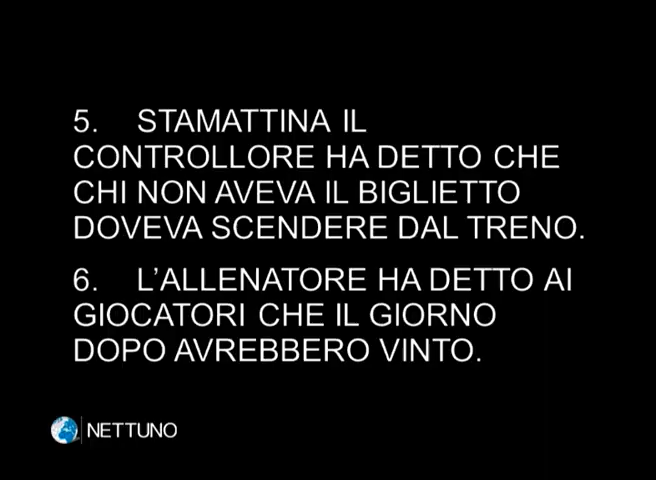 5. STAMATTINA IL
CONTROLLORE HA DETTO CHE
CHI NON AVEVA IL BIGLIETTO
DOVEVA SCENDERE DAL TRENO.
6. L’ALLENATORE HA DETTO AI
GIOCATORI CHE IL GIORNO
DOPO AVREBBERO VINTO.
NETTUNO